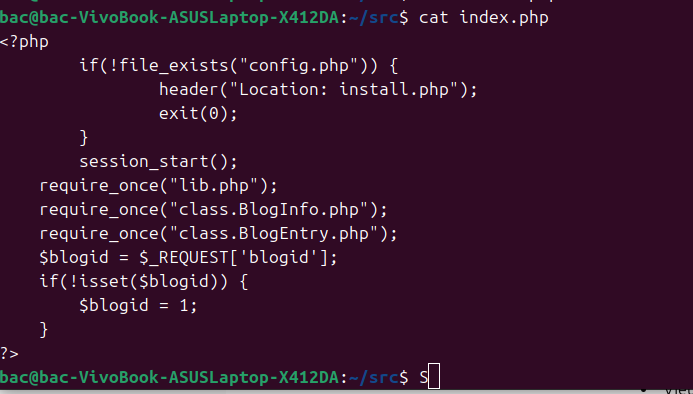 bac@bac-VivoBook-ASUSLaptop-X412DA:~/src$ cat index.php
<?php
        if(!file_exists("config.php")) {
                header("Location: install.php");
                exit(0);
        }
        session_start();
    require_once("lib.php");
    require_once("class.BlogInfo.php");
    require_once("class.BlogEntry.php");
    $blogid = $_REQUEST['blogid'];
    if(!isset($blogid)) {
        $blogid = 1;
    }
?>
bac@bac-VivoBook-ASUSLaptop-X412DA:~/src$ S